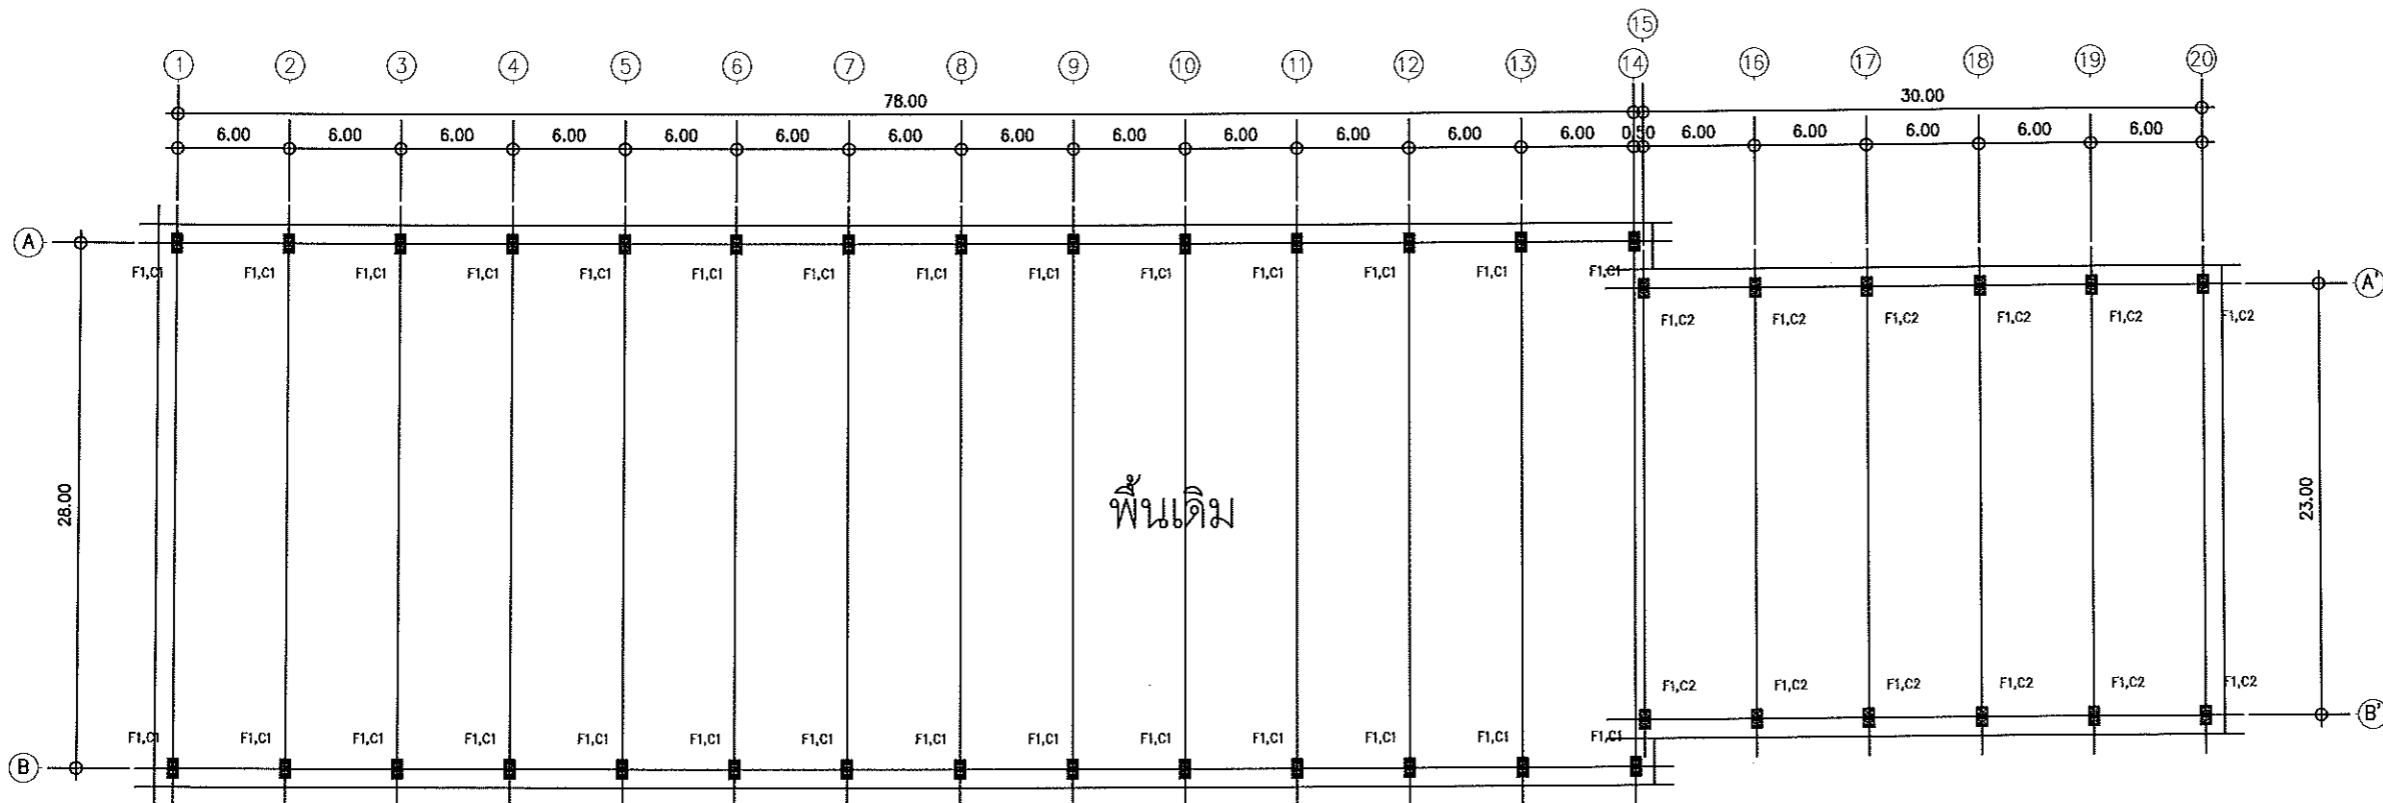 15
1 2 3 4 5 6 7 8 9 10 11 12 13 14 16 17 18 19 20
78.00 30.00
6.00 6.00 6.00 6.00 6.00 6.00 6.00 6.00 6.00 6.00 6.00 6.00 6.00 0.50 6.00 6.00 6.00 6.00 6.00
A
F1,C1 F1,C1 F1,C1 F1,C1 F1,C1 F1,C1 F1,C1 F1,C1 F1,C1 F1,C1 F1,C1 F1,C1 F1,C1 F1,C1
A'
F1,C2 F1,C2 F1,C2 F1,C2 F1,C2 F1,C2
28.00
พื้นเดิม
23.00
F1,C2 F1,C2 F1,C2 F1,C2 F1,C2 F1,C2
B'
F1,C1 F1,C1 F1,C1 F1,C1 F1,C1 F1,C1 F1,C1 F1,C1 F1,C1 F1,C1 F1,C1 F1,C1 F1,C1 F1,C1
B